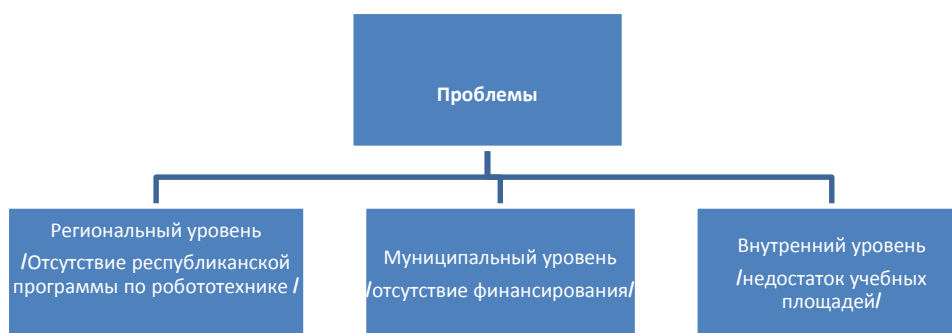 Проблемы
Региональный уровень
/Отсутствие республиканской
программы по робототехнике /
Муниципальный уровень
/отсутствие финансирования/
Внутренний уровень
/недостаток учебных
площадей/